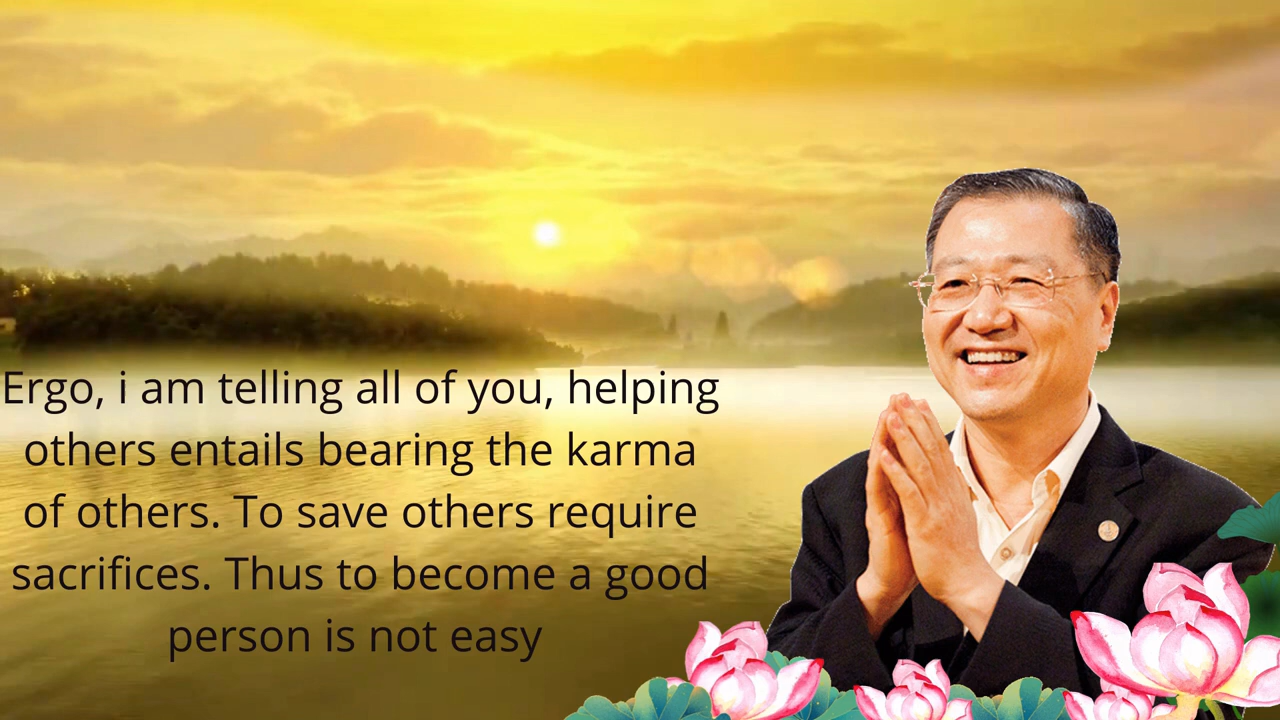 Ergo, i am telling all of you, helping
others entails bearing the karma
of others. To save others require
sacrifices. Thus to become a good
person is not easy